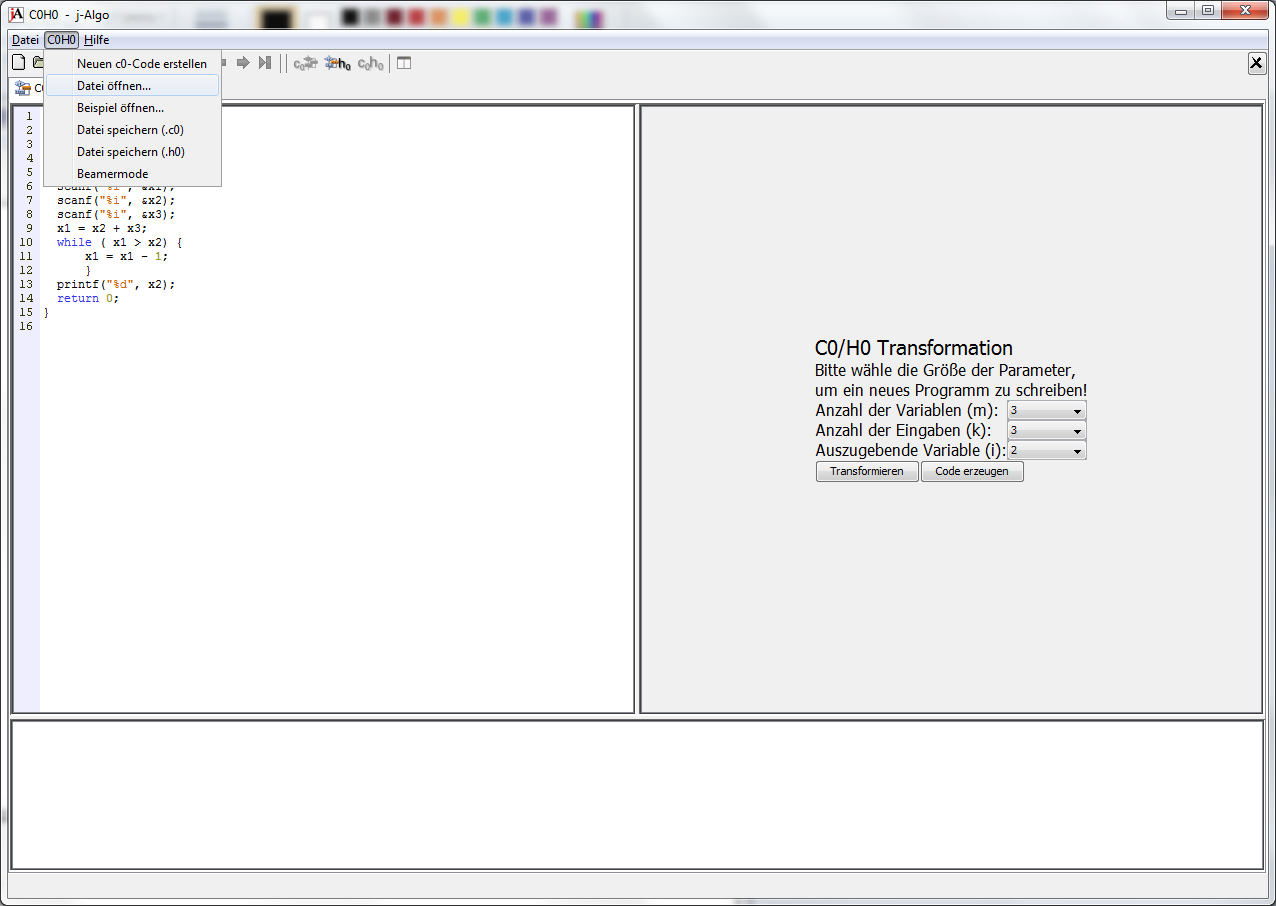 C0H0 - j-Algo
Datei C0H0 Hilfe
Neuen c0-Code erstellen
Datei öffnen...
Beispiel öffnen...
Datei speichern (.c0)
Datei speichern (.h0)
Beamermode
c0 h0 c0h0
1
2
3
4
5
6 scanf("%i", &x1);
7 scanf("%i", &x2);
8 scanf("%i", &x3);
9 x1 = x2 + x3;
10 while ( x1 > x2) {
11 x1 = x1 - 1;
12 }
13 printf("%d", x2);
14 return 0;
15 }
16
C0/H0 Transformation
Bitte wähle die Größe der Parameter,
um ein neues Programm zu schreiben!
Anzahl der Variablen (m): 3
Anzahl der Eingaben (k): 3
Auszugebende Variable (i): 2
Transformieren Code erzeugen